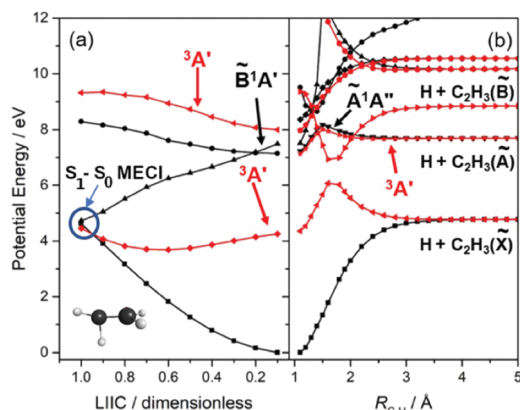 (a)
³A'
B̃¹A'
S₁- S₀ MECI
³A'
12
10
8
6
4
2
0
Potential Energy / eV
1.0 0.8 0.6 0.4 0.2
LIIC / dimensionless
(b)
H + C₂H₃(B̃)
Ã¹A"
H + C₂H₃(Ã)
³A'
H + C₂H₃(X̃)
1 2 3 4 5